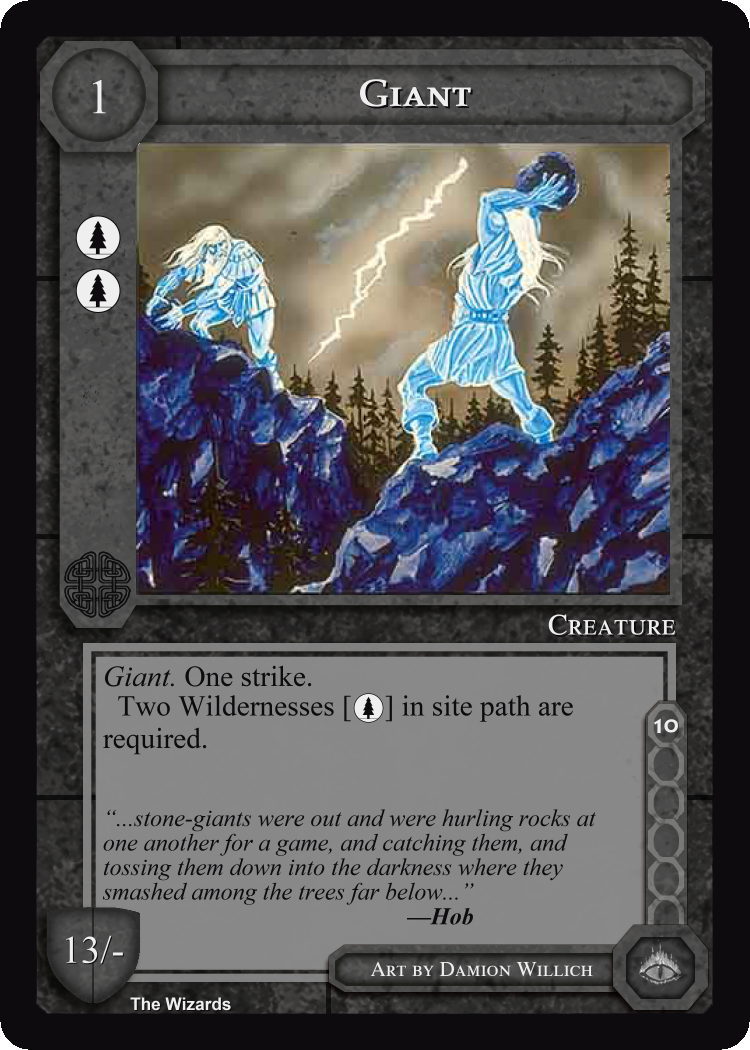 1
GIANT
CREATURE
Giant. One strike.
Two Wildernesses [ ] in site path are
required.
10
“...stone-giants were out and were hurling rocks at
one another for a game, and catching them, and
tossing them down into the darkness where they
smashed among the trees far below...”
—Hob
13/-
ART BY DAMION WILLICH
The Wizards